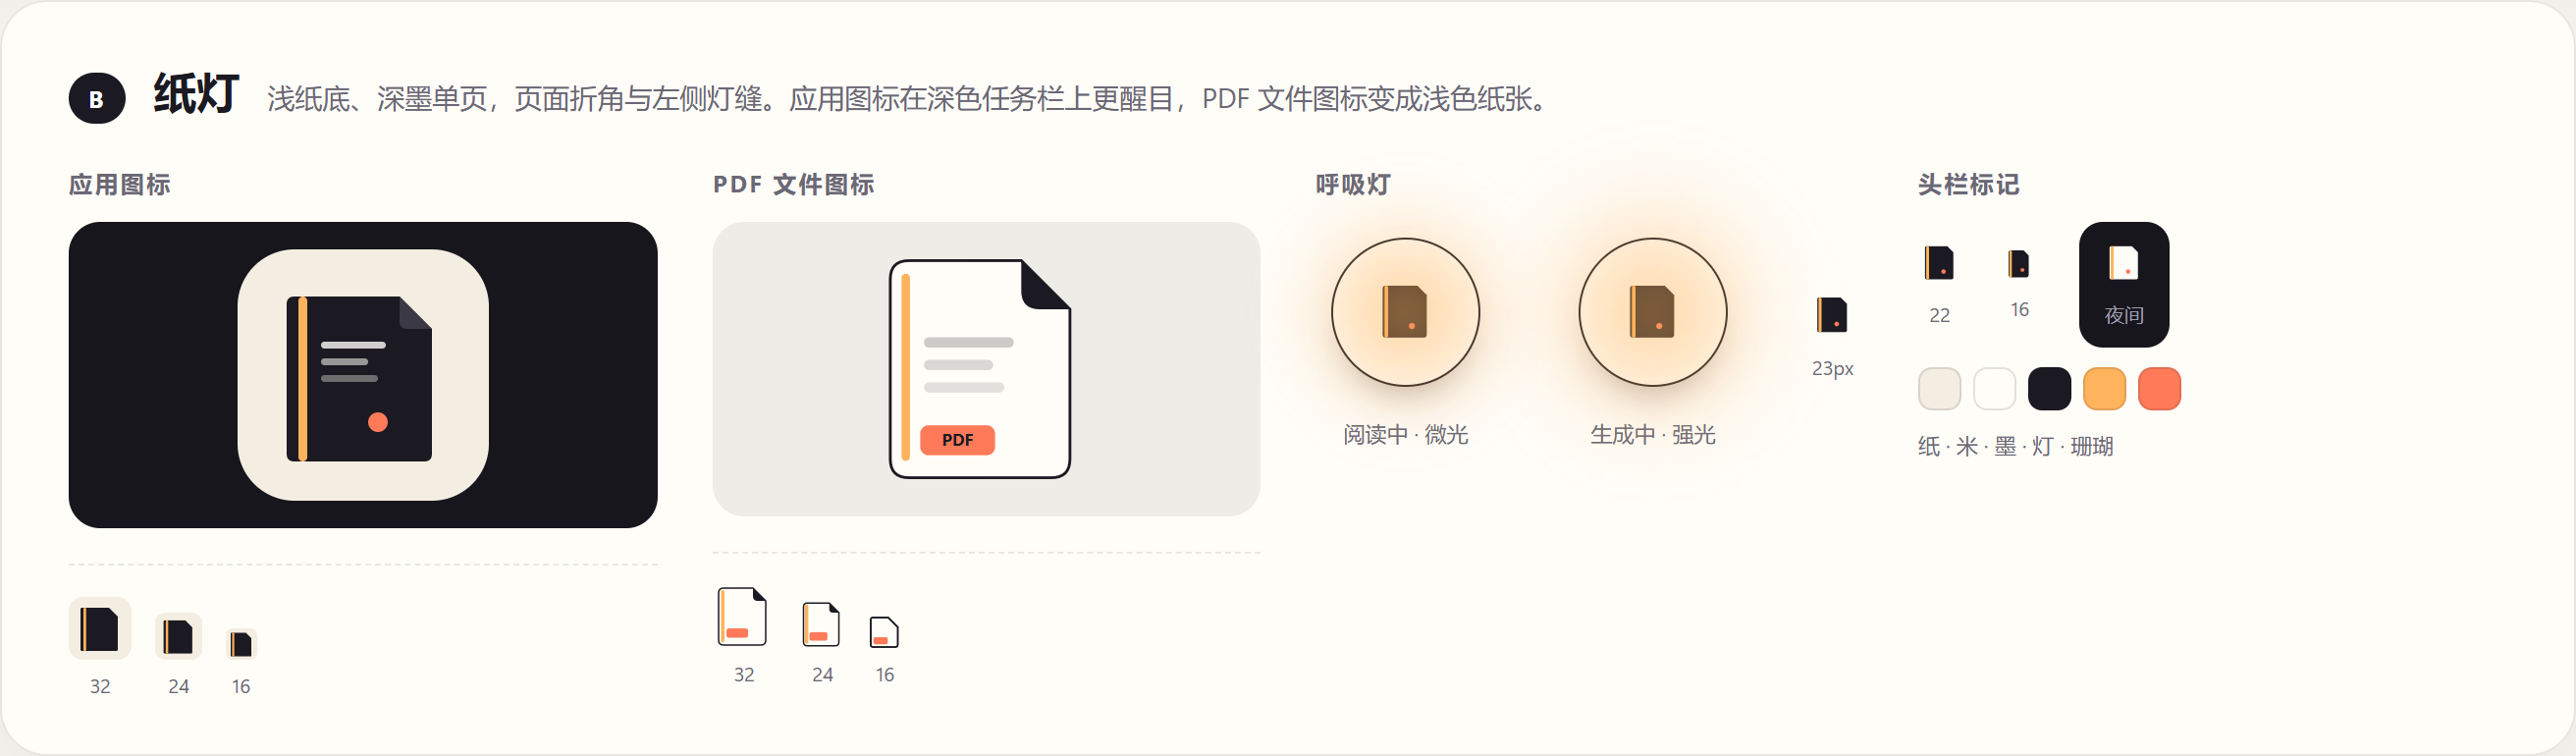 B 纸灯 浅纸底、深墨单页，页面折角与左侧灯缝。应用图标在深色任务栏上更醒目，PDF 文件图标变成浅色纸张。
应用图标
32 24 16
PDF 文件图标
PDF
32 24 16
呼吸灯
阅读中 · 微光
生成中 · 强光
23px
头栏标记
22 16 夜间
纸 · 米 · 墨 · 灯 · 珊瑚